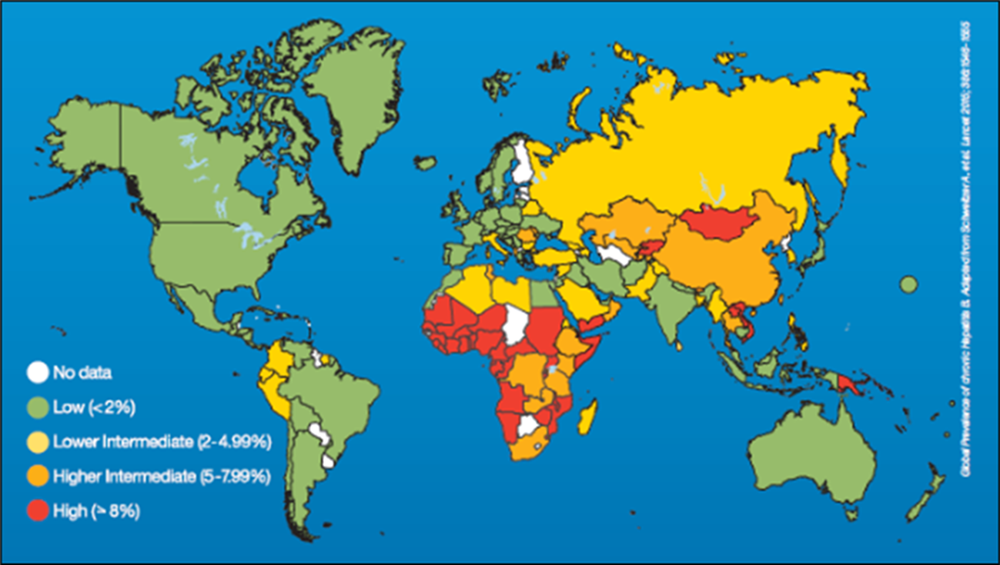 No data
Low (<2%)
Lower Intermediate (2-4.99%)
Higher Intermediate (5-7.99%)
High (> 8%)
Global Prevalence of chronic Hepatitis B. Adapted from Schweitzer A, et al. Lancet 2015; 386:1546-1555